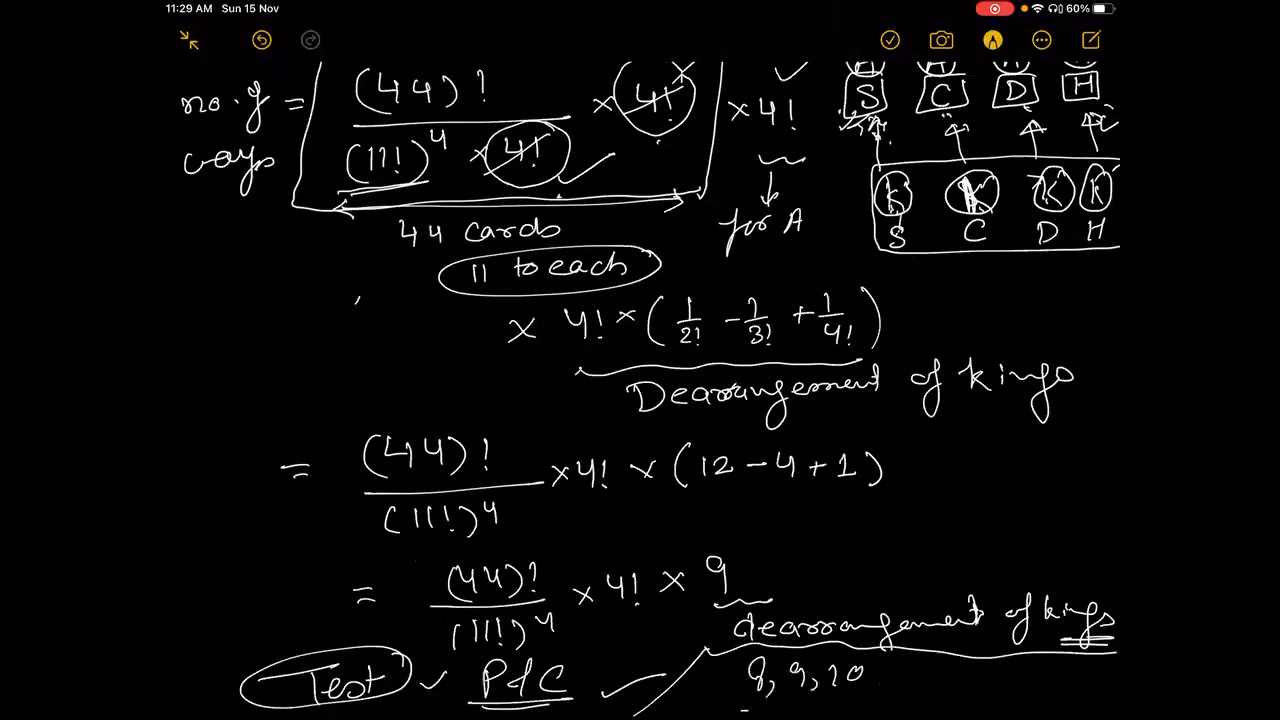 11:29 AM Sun 15 Nov
60%
no. of = [ (44)! / ((11!)^4 × 4!) × 4! ] × 4!
ways
44 cards
for A
11 to each
S C D H
K K K K
S C D H
× 4! × (1/2! - 1/3! + 1/4!)
Dearrangement of kings
= (44)! / (11!)^4 × 4! × (12 - 4 + 1)
= (44)! / (11!)^4 × 4! × 9
dearrangement of kings
Test P&C
8, 9, 10